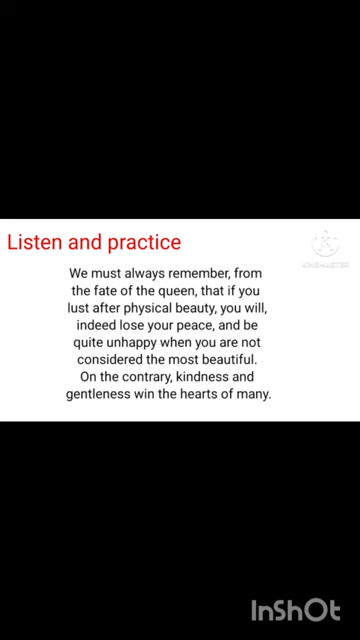 Listen and practice
KINEMASTER
We must always remember, from
the fate of the queen, that if you
lust after physical beauty, you will,
indeed lose your peace, and be
quite unhappy when you are not
considered the most beautiful.
On the contrary, kindness and
gentleness win the hearts of many.
InShOt